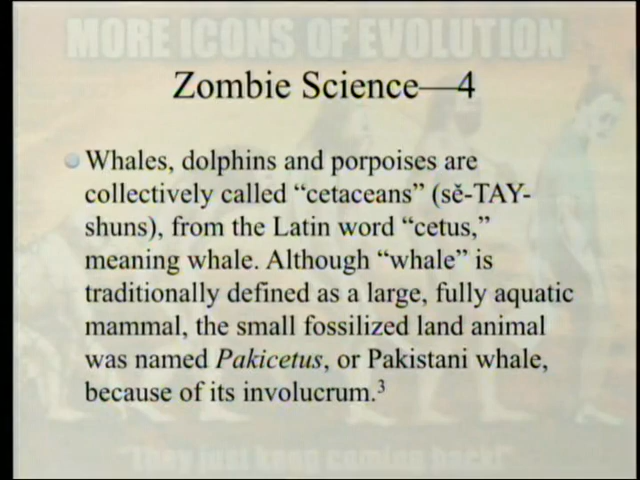 MORE ICONS OF EVOLUTION
Zombie Science—4
Whales, dolphins and porpoises are
collectively called “cetaceans” (sĕ-TAY-
shuns), from the Latin word “cetus,”
meaning whale. Although “whale” is
traditionally defined as a large, fully aquatic
mammal, the small fossilized land animal
was named Pakicetus, or Pakistani whale,
because of its involucrum.³
"They just keep coming back!"